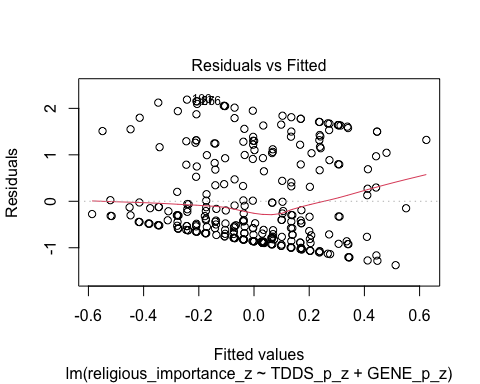 Residuals vs Fitted
Residuals
2
1
0
-1
-0.6 -0.4 -0.2 0.0 0.2 0.4 0.6
Fitted values
lm(religious_importance_z ~ TDDS_p_z + GENE_p_z)